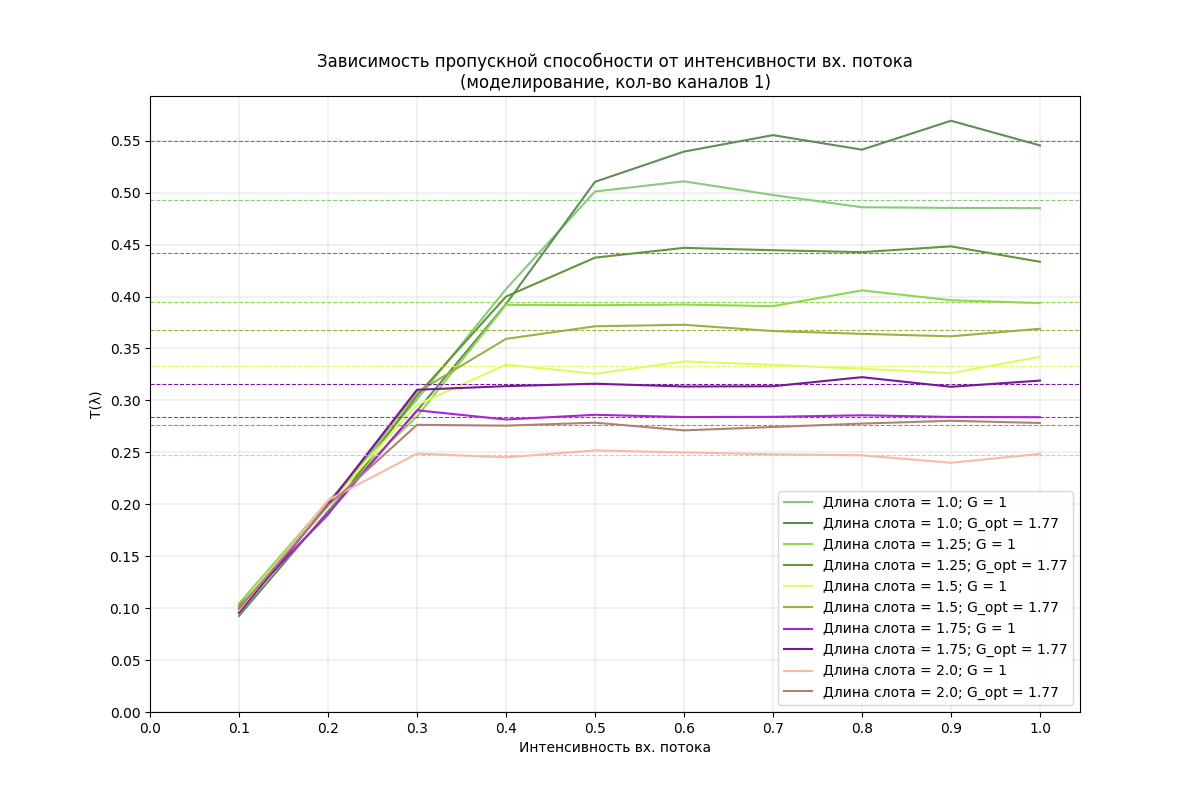 Зависимость пропускной способности от интенсивности вх. потока
(моделирование, кол-во каналов 1)
T(λ)
0.55
0.50
0.45
0.40
0.35
0.30
0.25
0.20
0.15
0.10
0.05
0.00
Длина слота = 1.0; G = 1
Длина слота = 1.0; G_opt = 1.77
Длина слота = 1.25; G = 1
Длина слота = 1.25; G_opt = 1.77
Длина слота = 1.5; G = 1
Длина слота = 1.5; G_opt = 1.77
Длина слота = 1.75; G = 1
Длина слота = 1.75; G_opt = 1.77
Длина слота = 2.0; G = 1
Длина слота = 2.0; G_opt = 1.77
0.0 0.1 0.2 0.3 0.4 0.5 0.6 0.7 0.8 0.9 1.0
Интенсивность вх. потока